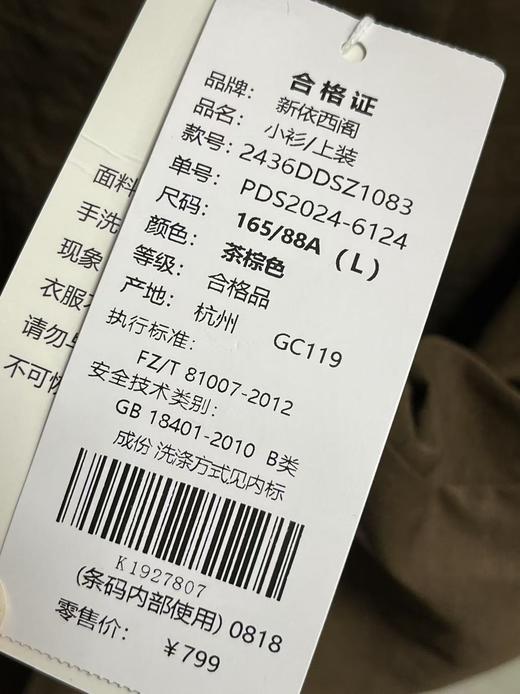 合格证
品牌: 新依西阁
品名: 小衫/上装
款号: 2436DDSZ1083
单号: PDS2024-6124
尺码: 165/88A (L)
颜色: 茶棕色
等级: 合格品
产地: 杭州 GC119
执行标准:
FZ/T 81007-2012
安全技术类别:
GB 18401-2010 B类
成份 洗涤方式见内标
K1927807
(条码内部使用) 0818
零售价: ¥799
面料
手洗
现象
衣服
请勿
不可